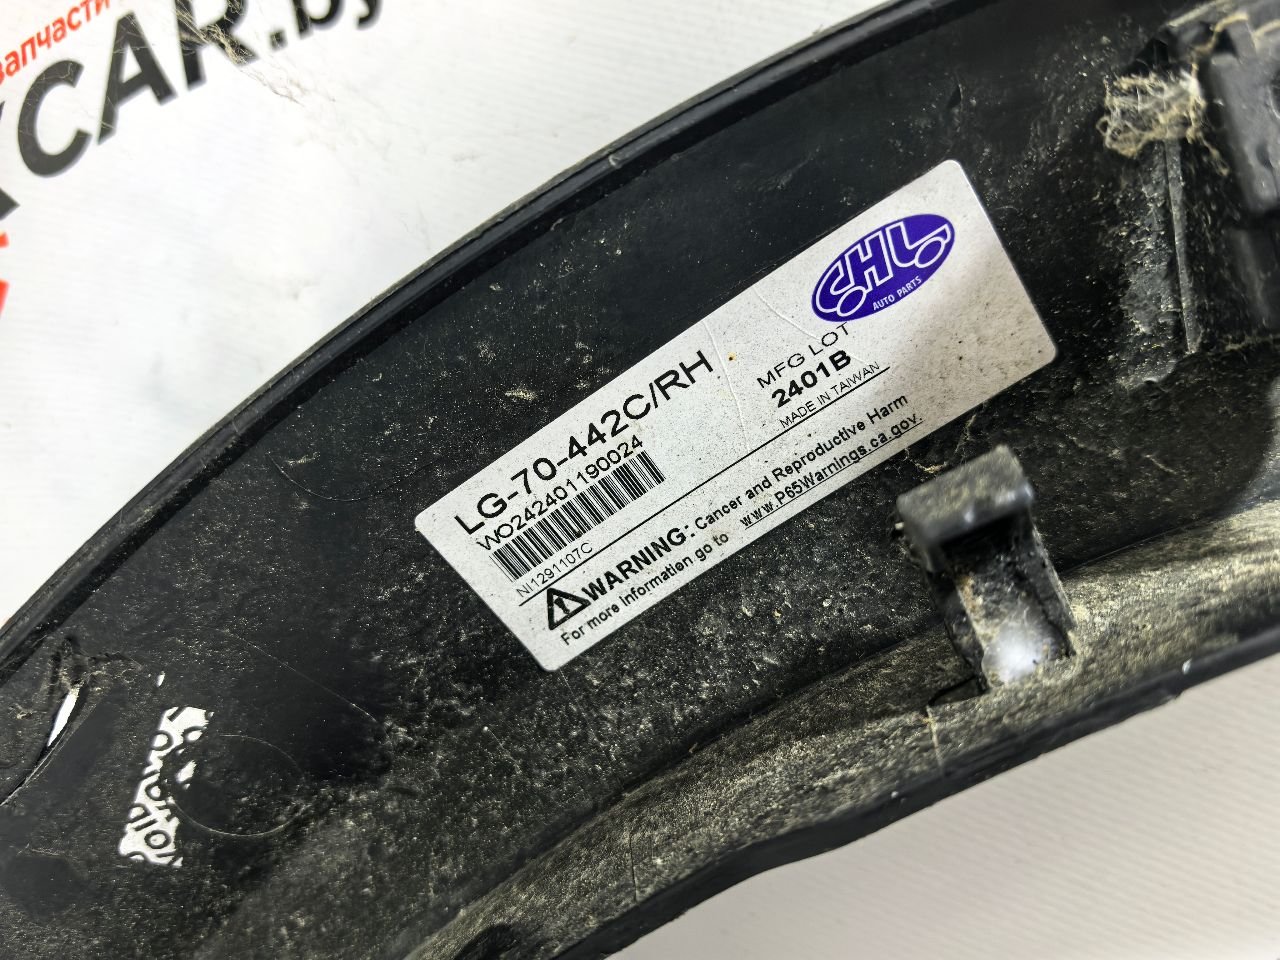 запчасти
CAR.by
CHL
AUTO PARTS
LG-70-442C/RH
WO242401190024
NI1291107C
MFG LOT
2401B
MADE IN TAIWAN
WARNING: Cancer and Reproductive Harm
For more information go to www.P65Warnings.ca.gov.